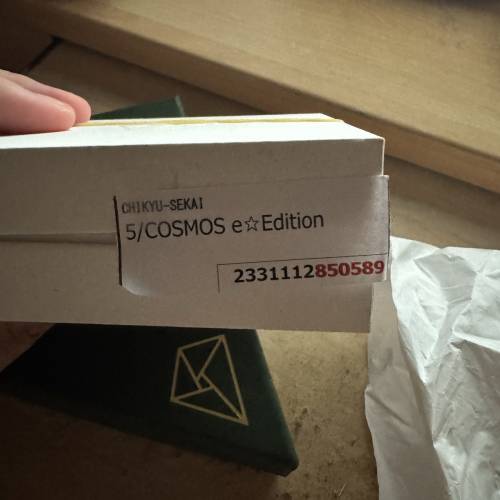 CHIKYU-SEKAI
5/COSMOS e☆Edition
2331112850589